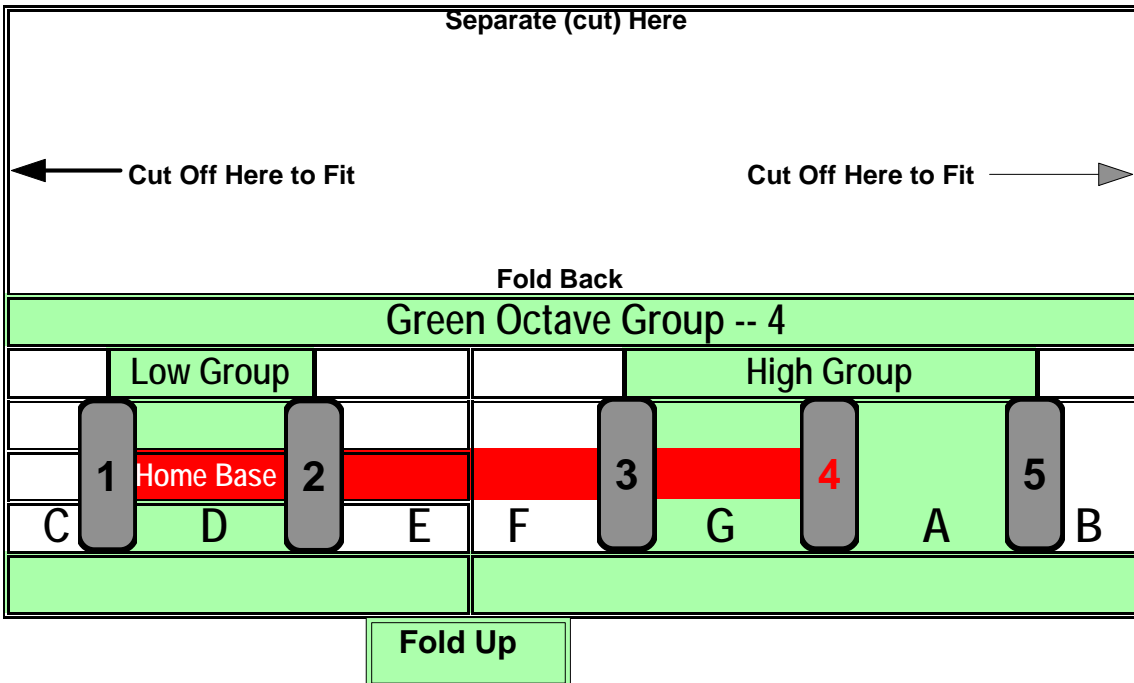 Separate (cut) Here
Cut Off Here to Fit Cut Off Here to Fit
Fold Back
Green Octave Group -- 4
Low Group High Group
1 Home Base 2 3 4 5
C D E F G A B
Fold Up